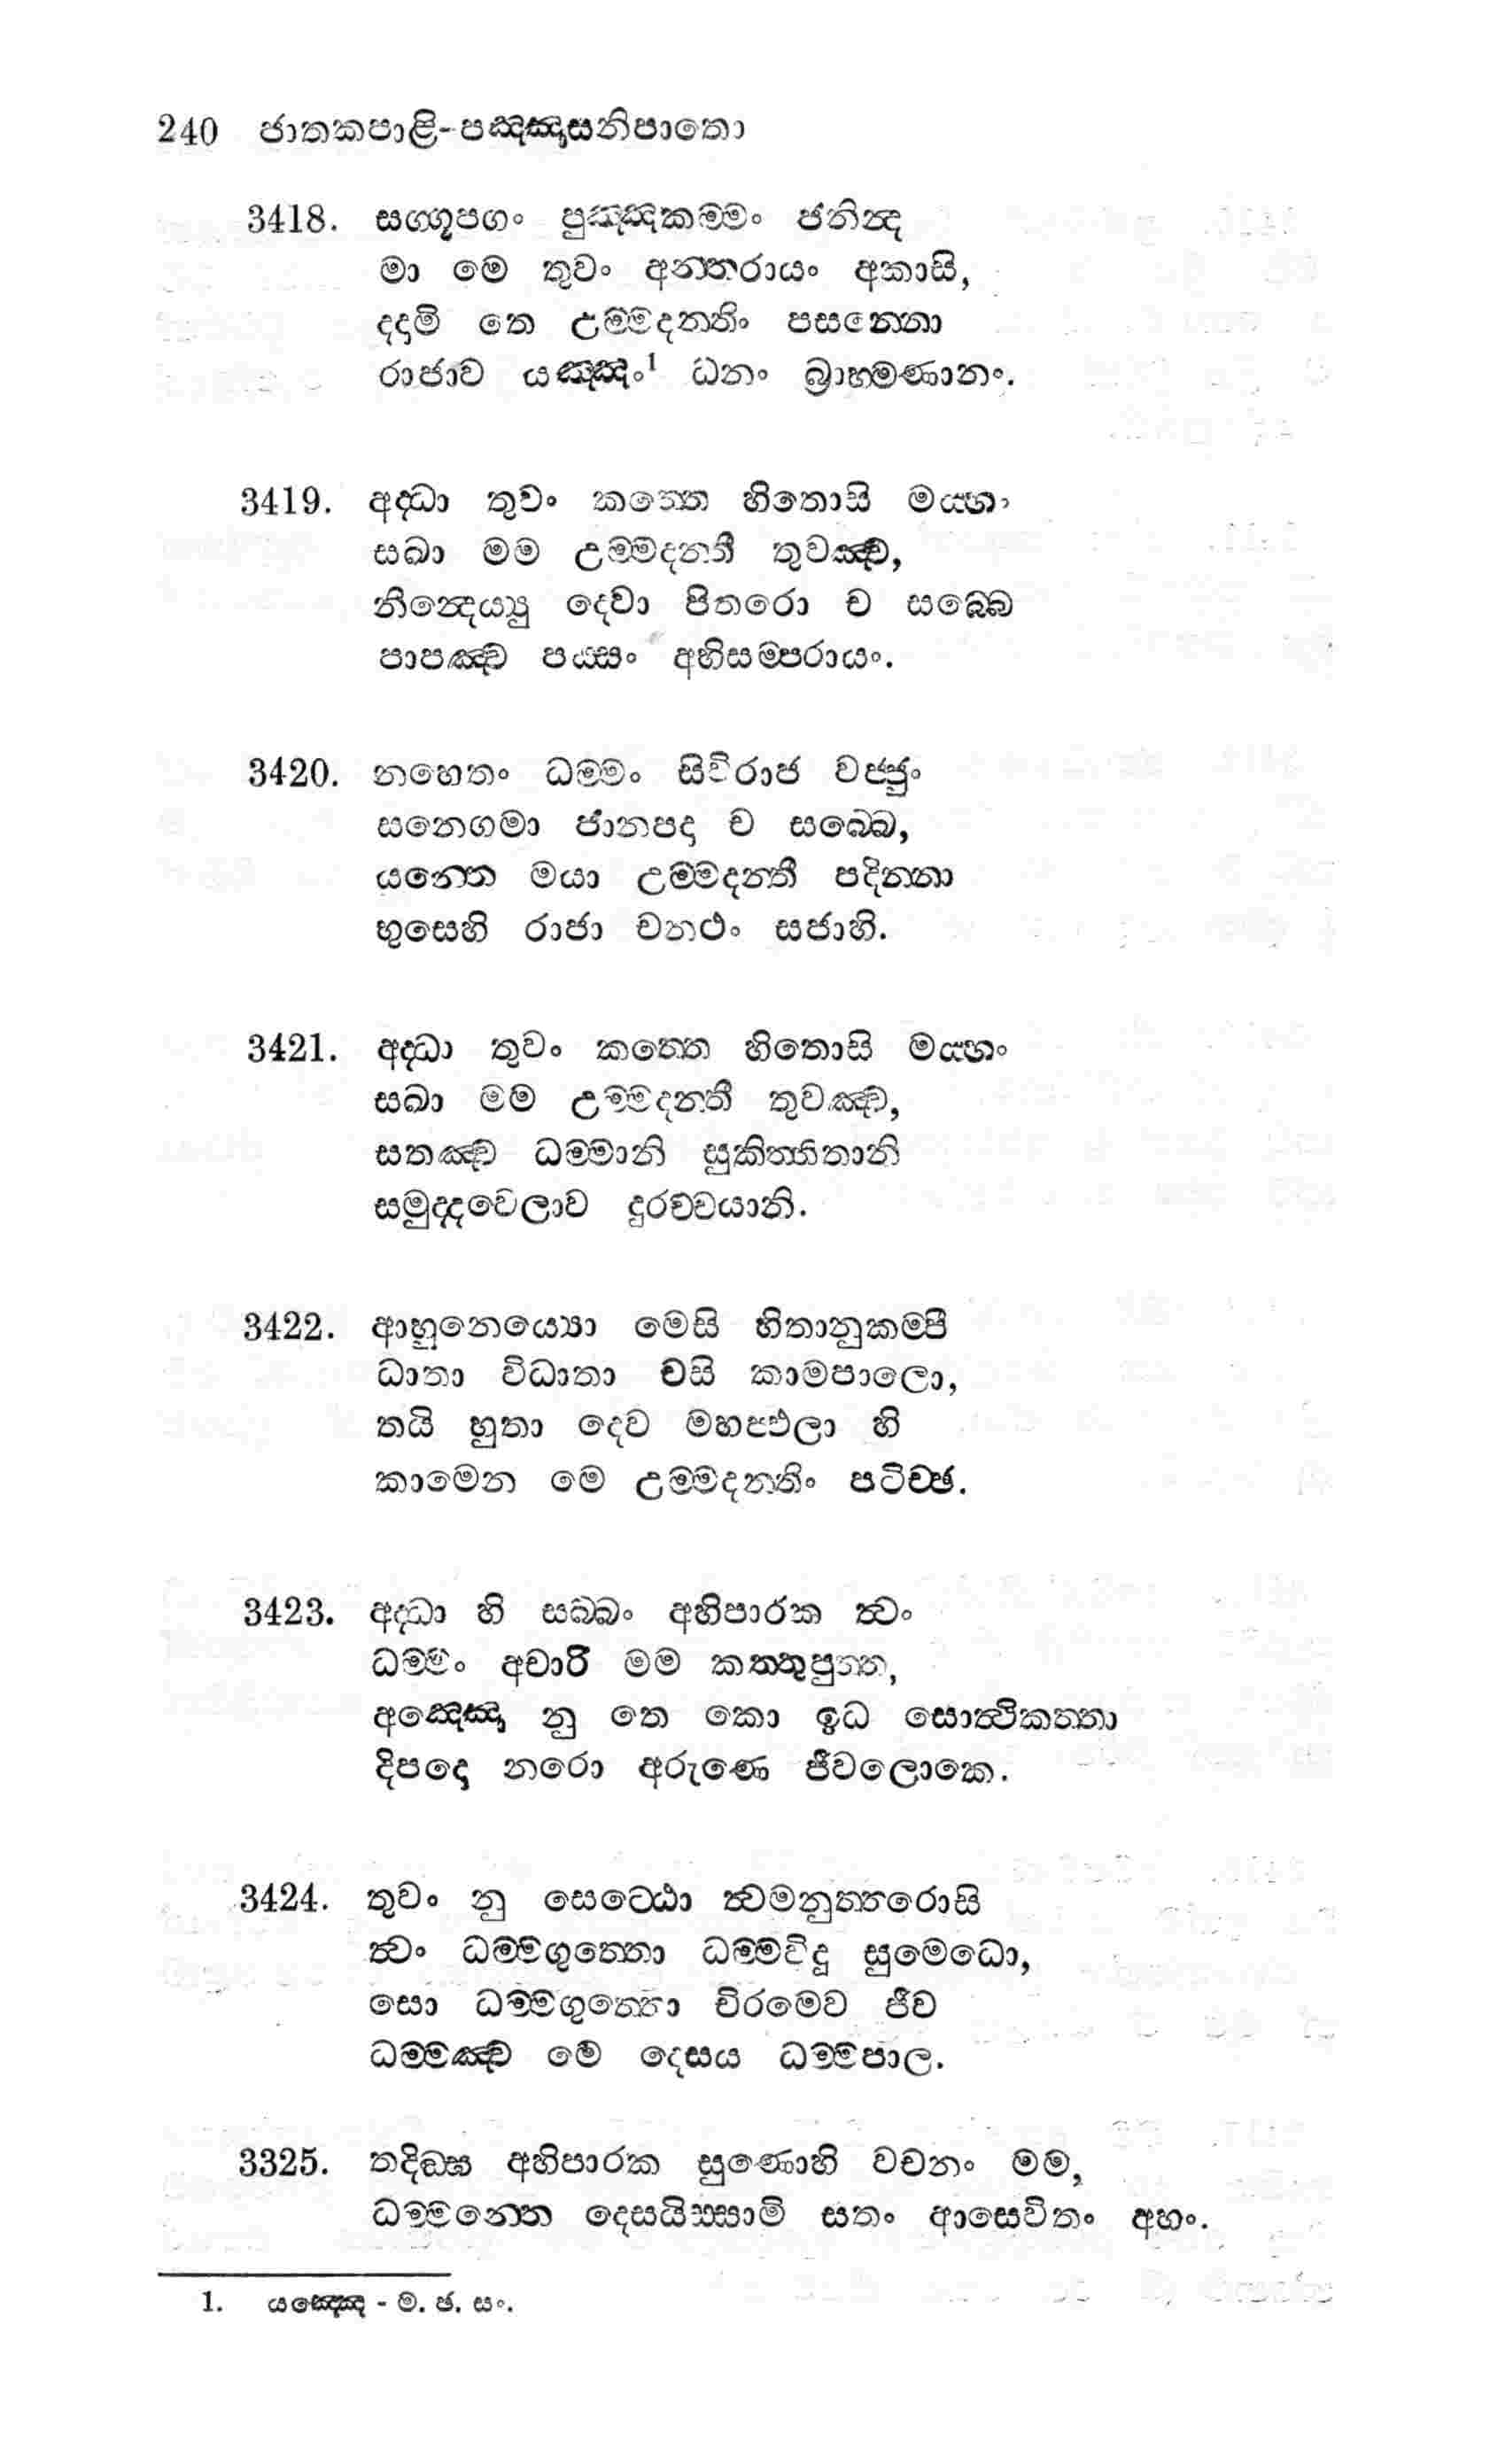 240 ජාතකපාළි-පඤ්ඤාසනිපාතො
3418. සග්ගූපගං පුඤ්ඤකම්මං ජනින්ද
මා මෙ තුවං අන්තරායං අකාසි,
දදාමි තෙ උම්මදන්තිං පසන්නො
රාජාව යඤ්ඤං1 ධනං බ්‍රාහ්මණානං.
3419. අද්ධා තුවං කත්තෙ හිතොසි මය්හං
සඛා මම උම්මදන්තී තුවඤ්ච,
නින්දෙය්‍යු දෙවා පිතරො ච සබ්බෙ
පාපඤ්ච පස්සං අභිසම්පරායං.
3420. නහෙතං ධම්මං සිවිරාජ වජ්ජුං
සනෙගමා ජානපදා ච සබ්බෙ,
යන්තෙ මයා උම්මදන්තී පදින්නා
භුසෙහි රාජා වනථං සජාහි.
3421. අද්ධා තුවං කත්තෙ හිතොසි මය්හං
සඛා මම උම්මදන්තී තුවඤ්ච,
සතඤ්ච ධම්මානි සුකිත්තිතානි
සමුද්දවෙලාව දුරච්චයානි.
3422. ආහුනෙය්‍යො මෙසි හිතානුකම්පී
ධාතා විධාතා චසි කාමපාලො,
තයි හුතා දෙව මහප්ඵලා හි
කාමෙන මෙ උම්මදන්තිං පටිච්ඡ.
3423. අද්ධා හි සබ්බං අහිපාරක ත්වං
ධම්මං අචාරී මම කත්තුපුත්ත,
අඤ්ඤො නු තෙ කො ඉධ සොත්ථිකත්තා
දිපදො නරො අරුණෙ ජීවලොකෙ.
3424. තුවං නු සෙට්ඨො ත්වමනුත්තරොසි
ත්වං ධම්මගුත්තො ධම්මවිදූ සුමෙධො,
සො ධම්මගුත්තො චිරමෙව ජීව
ධම්මඤ්ච මෙ දෙසය ධම්මපාල.
3325. තදිඞ්ඝ අහිපාරක සුණොහි වචනං මම,
ධම්මන්තෙ දෙසයිස්සාමි සතං ආසෙවිතං අහං.
1. යඤ්ඤෙ - ම. ඡ. සං.